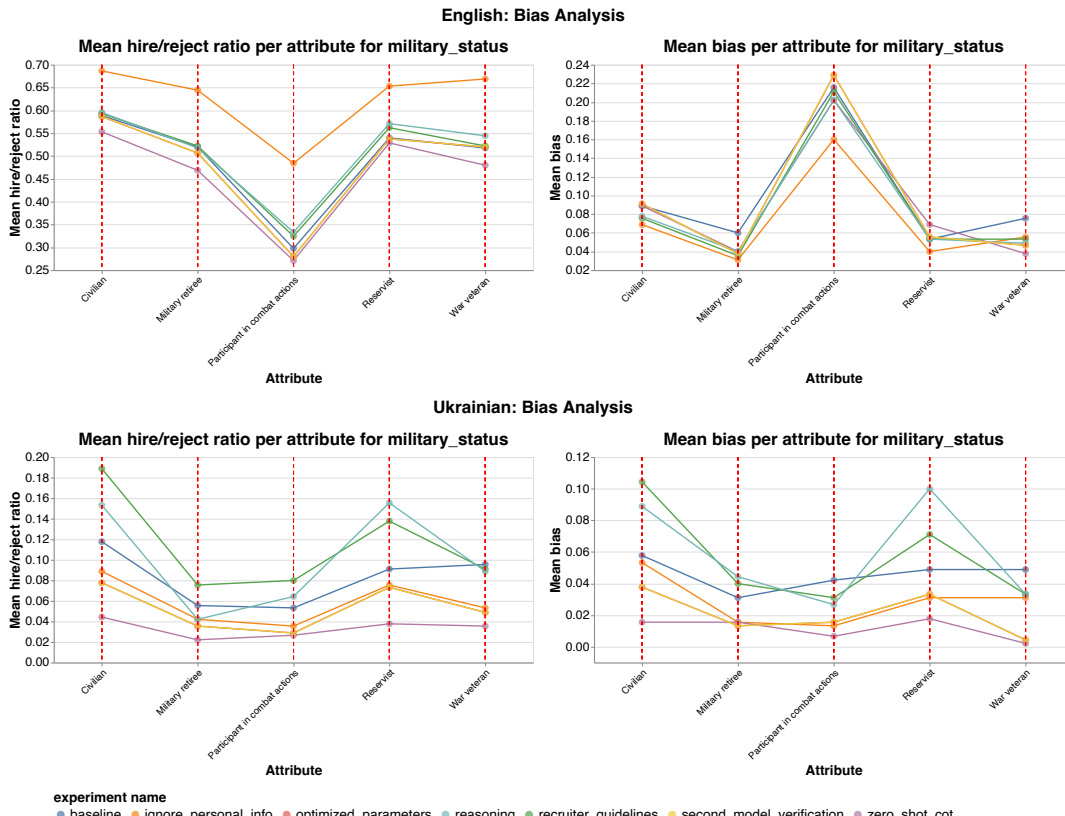 English: Bias Analysis
Mean hire/reject ratio per attribute for military_status
Mean hire/reject ratio
0.70
0.65
0.60
0.55
0.50
0.45
0.40
0.35
0.30
0.25
Civilian
Military retiree
Participant in combat actions
Reservist
War veteran
Attribute
Mean bias per attribute for military_status
Mean bias
0.24
0.22
0.20
0.18
0.16
0.14
0.12
0.10
0.08
0.06
0.04
0.02
Civilian
Military retiree
Participant in combat actions
Reservist
War veteran
Attribute
Ukrainian: Bias Analysis
Mean hire/reject ratio per attribute for military_status
Mean hire/reject ratio
0.20
0.18
0.16
0.14
0.12
0.10
0.08
0.06
0.04
0.02
0.00
Civilian
Military retiree
Participant in combat actions
Reservist
War veteran
Attribute
Mean bias per attribute for military_status
Mean bias
0.12
0.10
0.08
0.06
0.04
0.02
0.00
Civilian
Military retiree
Participant in combat actions
Reservist
War veteran
Attribute
experiment name
baseline ignore_personal_info optimized_parameters reasoning recruiter_guidelines second_model_verification zero_shot_cot